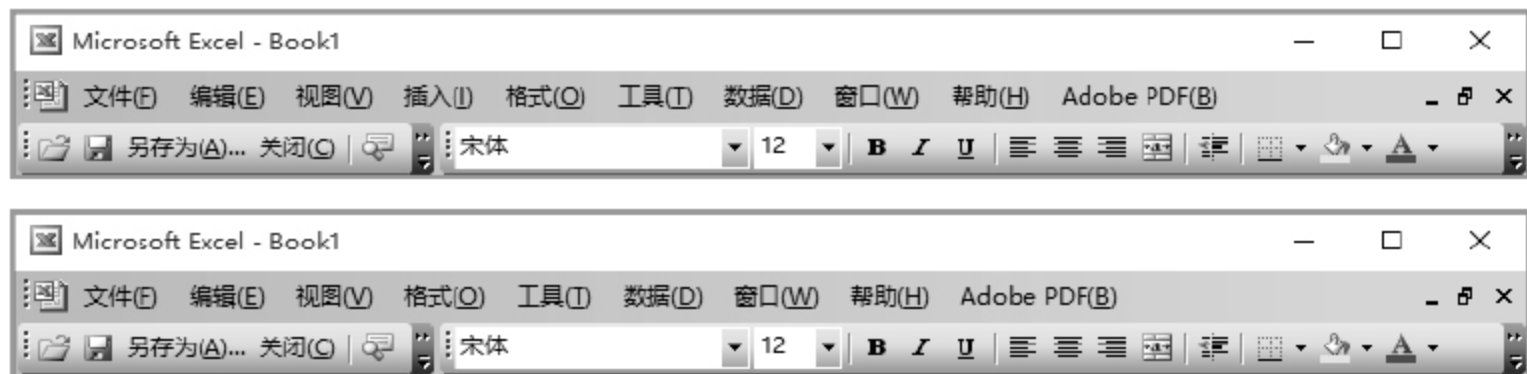 Microsoft Excel - Book1
文件(F) 编辑(E) 视图(V) 插入(I) 格式(O) 工具(T) 数据(D) 窗口(W) 帮助(H) Adobe PDF(B)
另存为(A)... 关闭(C) 宋体 12 B I U A
Microsoft Excel - Book1
文件(F) 编辑(E) 视图(V) 格式(O) 工具(T) 数据(D) 窗口(W) 帮助(H) Adobe PDF(B)
另存为(A)... 关闭(C) 宋体 12 B I U A